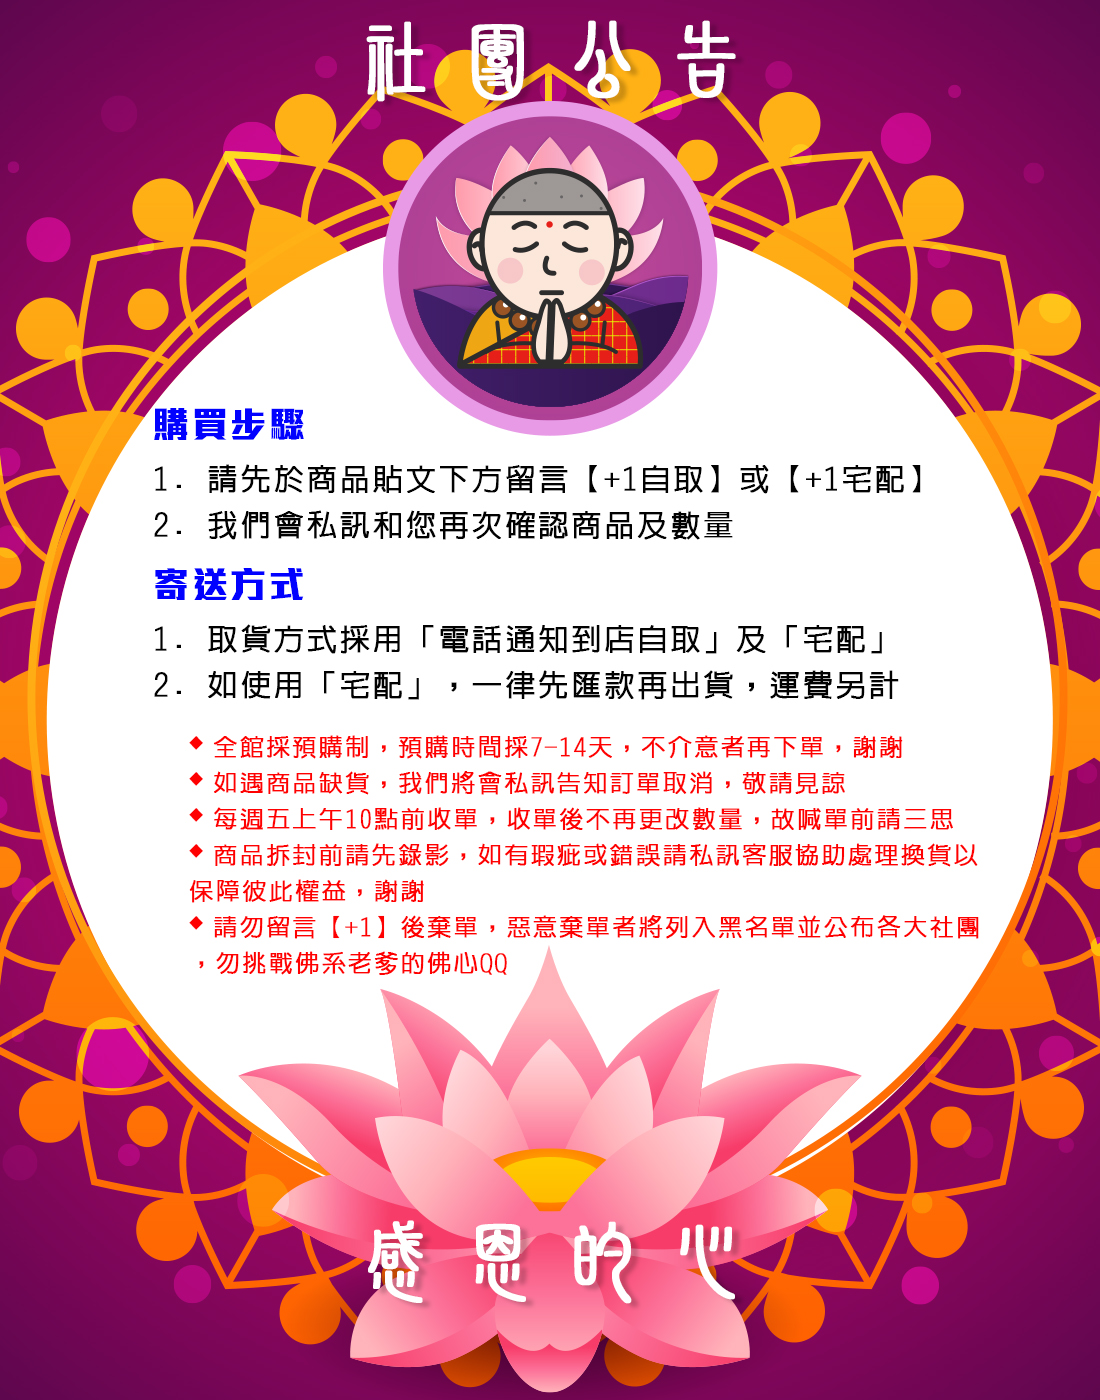 社團公告
購買步驟
1. 請先於商品貼文下方留言【+1自取】或【+1宅配】
2. 我們會私訊和您再次確認商品及數量
寄送方式
1. 取貨方式採用「電話通知到店自取」及「宅配」
2. 如使用「宅配」，一律先匯款再出貨，運費另計
◆ 全館採預購制，預購時間採7-14天，不介意者再下單，謝謝
◆ 如遇商品缺貨，我們將會私訊告知訂單取消，敬請見諒
◆ 每週五上午10點前收單，收單後不再更改數量，故喊單前請三思
◆ 商品拆封前請先錄影，如有瑕疵或錯誤請私訊客服協助處理換貨以
保障彼此權益，謝謝
◆ 請勿留言【+1】後棄單，惡意棄單者將列入黑名單並公布各大社團
，勿挑戰佛系老爹的佛心QQ
感恩的心